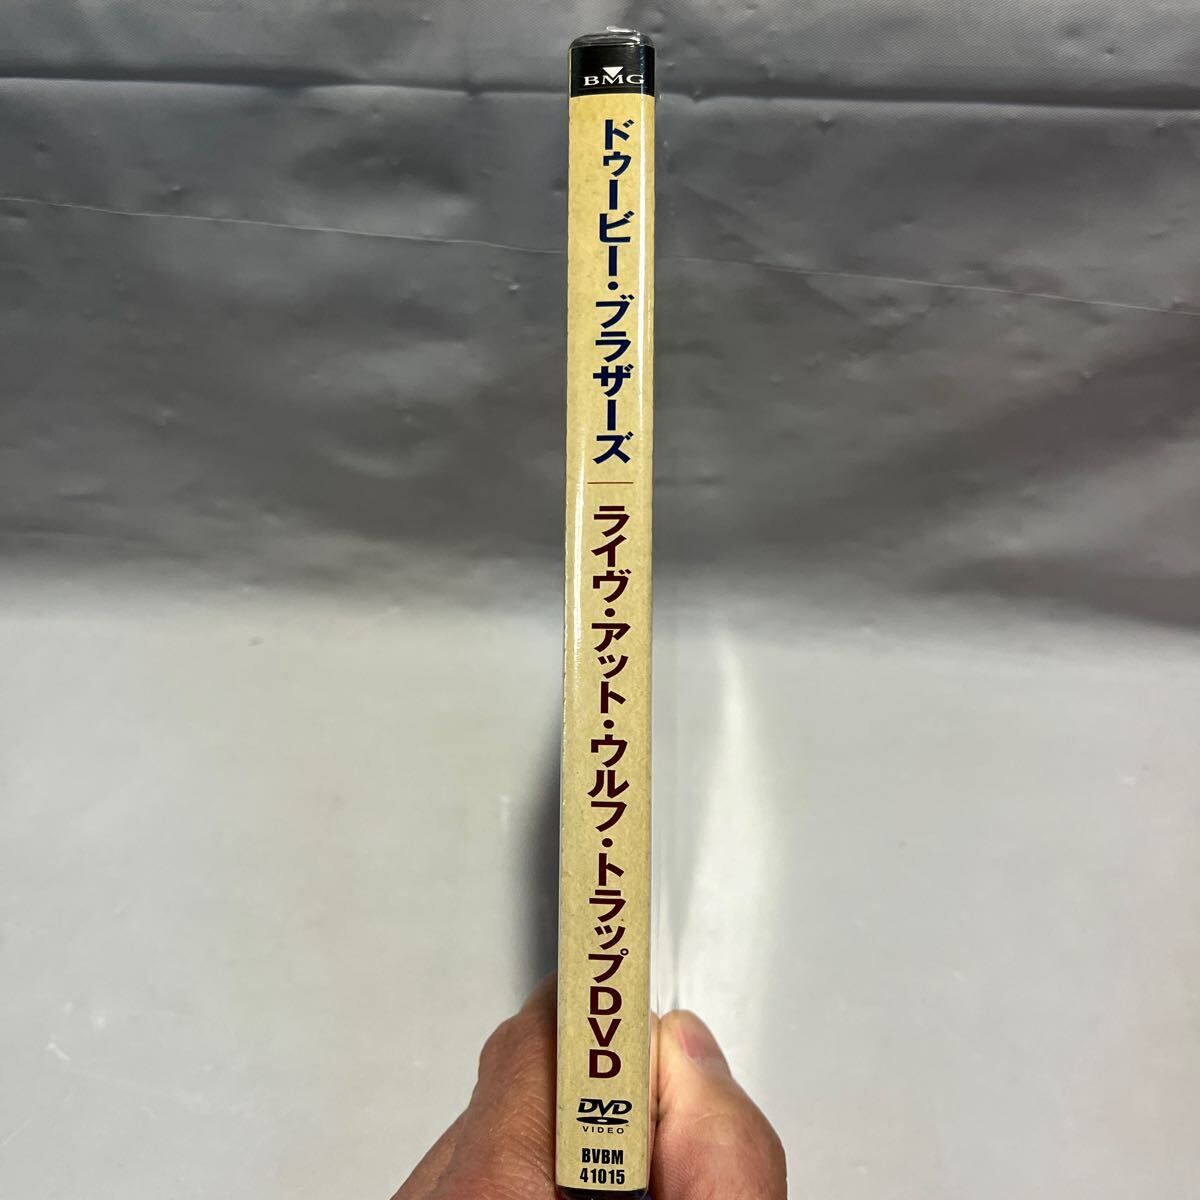 BMG
ドゥービー・ブラザーズ
ライヴ・アット・ウルフ・トラップDVD
DVD
VIDEO
BVBM
41015